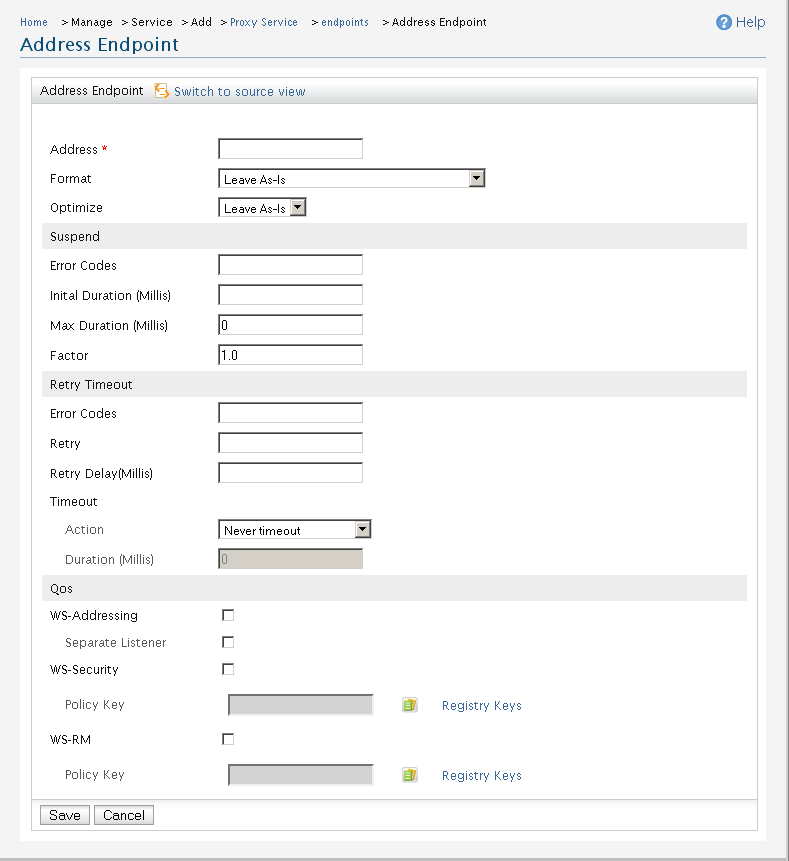 Home > Manage > Service > Add > Proxy Service > endpoints > Address Endpoint
Help
Address Endpoint
Address Endpoint Switch to source view
Address *
Format Leave As-Is
Optimize Leave As-Is
Suspend
Error Codes
Inital Duration (Millis)
Max Duration (Millis) 0
Factor 1.0
Retry Timeout
Error Codes
Retry
Retry Delay(Millis)
Timeout
Action Never timeout
Duration (Millis) 0
Qos
WS-Addressing
Separate Listener
WS-Security
Policy Key Registry Keys
WS-RM
Policy Key Registry Keys
Save Cancel